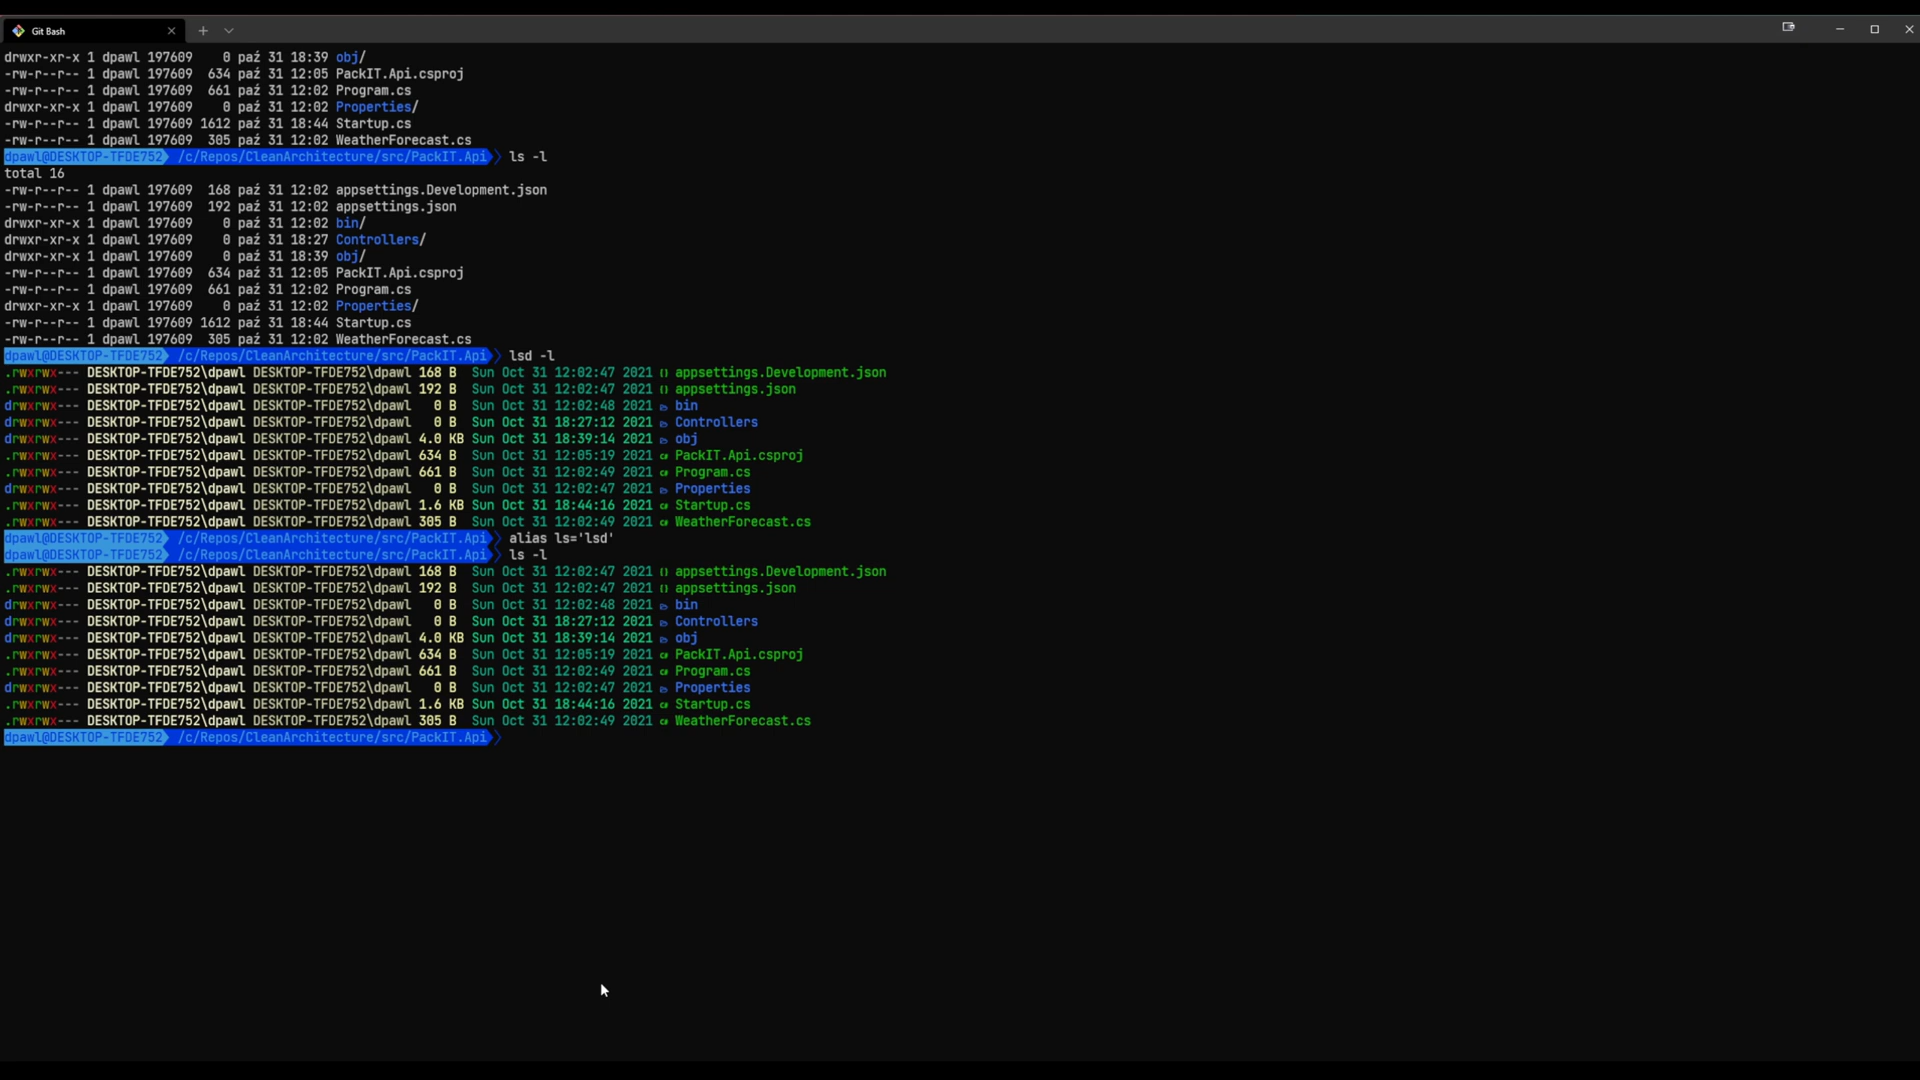 Git Bash
drwxr-xr-x 1 dpawl 197609    0 paź 31 18:39 obj/
-rw-r--r-- 1 dpawl 197609  634 paź 31 12:05 PackIT.Api.csproj
-rw-r--r-- 1 dpawl 197609  661 paź 31 12:02 Program.cs
drwxr-xr-x 1 dpawl 197609    0 paź 31 12:02 Properties/
-rw-r--r-- 1 dpawl 197609 1612 paź 31 18:44 Startup.cs
-rw-r--r-- 1 dpawl 197609  305 paź 31 12:02 WeatherForecast.cs
dpawl@DESKTOP-TFDE752 /c/Repos/CleanArchitecture/src/PackIT.Api ls -l
total 16
-rw-r--r-- 1 dpawl 197609  168 paź 31 12:02 appsettings.Development.json
-rw-r--r-- 1 dpawl 197609  192 paź 31 12:02 appsettings.json
drwxr-xr-x 1 dpawl 197609    0 paź 31 12:02 bin/
drwxr-xr-x 1 dpawl 197609    0 paź 31 18:27 Controllers/
drwxr-xr-x 1 dpawl 197609    0 paź 31 18:39 obj/
-rw-r--r-- 1 dpawl 197609  634 paź 31 12:05 PackIT.Api.csproj
-rw-r--r-- 1 dpawl 197609  661 paź 31 12:02 Program.cs
drwxr-xr-x 1 dpawl 197609    0 paź 31 12:02 Properties/
-rw-r--r-- 1 dpawl 197609 1612 paź 31 18:44 Startup.cs
-rw-r--r-- 1 dpawl 197609  305 paź 31 12:02 WeatherForecast.cs
dpawl@DESKTOP-TFDE752 /c/Repos/CleanArchitecture/src/PackIT.Api lsd -l
.rwxrwx--- DESKTOP-TFDE752\dpawl DESKTOP-TFDE752\dpawl 168 B  Sun Oct 31 12:02:47 2021 appsettings.Development.json
.rwxrwx--- DESKTOP-TFDE752\dpawl DESKTOP-TFDE752\dpawl 192 B  Sun Oct 31 12:02:47 2021 appsettings.json
drwxrwx--- DESKTOP-TFDE752\dpawl DESKTOP-TFDE752\dpawl   0 B  Sun Oct 31 12:02:48 2021 bin
drwxrwx--- DESKTOP-TFDE752\dpawl DESKTOP-TFDE752\dpawl   0 B  Sun Oct 31 18:27:12 2021 Controllers
drwxrwx--- DESKTOP-TFDE752\dpawl DESKTOP-TFDE752\dpawl 4.0 KB Sun Oct 31 18:39:14 2021 obj
.rwxrwx--- DESKTOP-TFDE752\dpawl DESKTOP-TFDE752\dpawl 634 B  Sun Oct 31 12:05:19 2021 PackIT.Api.csproj
.rwxrwx--- DESKTOP-TFDE752\dpawl DESKTOP-TFDE752\dpawl 661 B  Sun Oct 31 12:02:49 2021 Program.cs
drwxrwx--- DESKTOP-TFDE752\dpawl DESKTOP-TFDE752\dpawl   0 B  Sun Oct 31 12:02:47 2021 Properties
.rwxrwx--- DESKTOP-TFDE752\dpawl DESKTOP-TFDE752\dpawl 1.6 KB Sun Oct 31 18:44:16 2021 Startup.cs
.rwxrwx--- DESKTOP-TFDE752\dpawl DESKTOP-TFDE752\dpawl 305 B  Sun Oct 31 12:02:49 2021 WeatherForecast.cs
dpawl@DESKTOP-TFDE752 /c/Repos/CleanArchitecture/src/PackIT.Api alias ls='lsd'
dpawl@DESKTOP-TFDE752 /c/Repos/CleanArchitecture/src/PackIT.Api ls -l
.rwxrwx--- DESKTOP-TFDE752\dpawl DESKTOP-TFDE752\dpawl 168 B  Sun Oct 31 12:02:47 2021 appsettings.Development.json
.rwxrwx--- DESKTOP-TFDE752\dpawl DESKTOP-TFDE752\dpawl 192 B  Sun Oct 31 12:02:47 2021 appsettings.json
drwxrwx--- DESKTOP-TFDE752\dpawl DESKTOP-TFDE752\dpawl   0 B  Sun Oct 31 12:02:48 2021 bin
drwxrwx--- DESKTOP-TFDE752\dpawl DESKTOP-TFDE752\dpawl   0 B  Sun Oct 31 18:27:12 2021 Controllers
drwxrwx--- DESKTOP-TFDE752\dpawl DESKTOP-TFDE752\dpawl 4.0 KB Sun Oct 31 18:39:14 2021 obj
.rwxrwx--- DESKTOP-TFDE752\dpawl DESKTOP-TFDE752\dpawl 634 B  Sun Oct 31 12:05:19 2021 PackIT.Api.csproj
.rwxrwx--- DESKTOP-TFDE752\dpawl DESKTOP-TFDE752\dpawl 661 B  Sun Oct 31 12:02:49 2021 Program.cs
drwxrwx--- DESKTOP-TFDE752\dpawl DESKTOP-TFDE752\dpawl   0 B  Sun Oct 31 12:02:47 2021 Properties
.rwxrwx--- DESKTOP-TFDE752\dpawl DESKTOP-TFDE752\dpawl 1.6 KB Sun Oct 31 18:44:16 2021 Startup.cs
.rwxrwx--- DESKTOP-TFDE752\dpawl DESKTOP-TFDE752\dpawl 305 B  Sun Oct 31 12:02:49 2021 WeatherForecast.cs
dpawl@DESKTOP-TFDE752 /c/Repos/CleanArchitecture/src/PackIT.Api